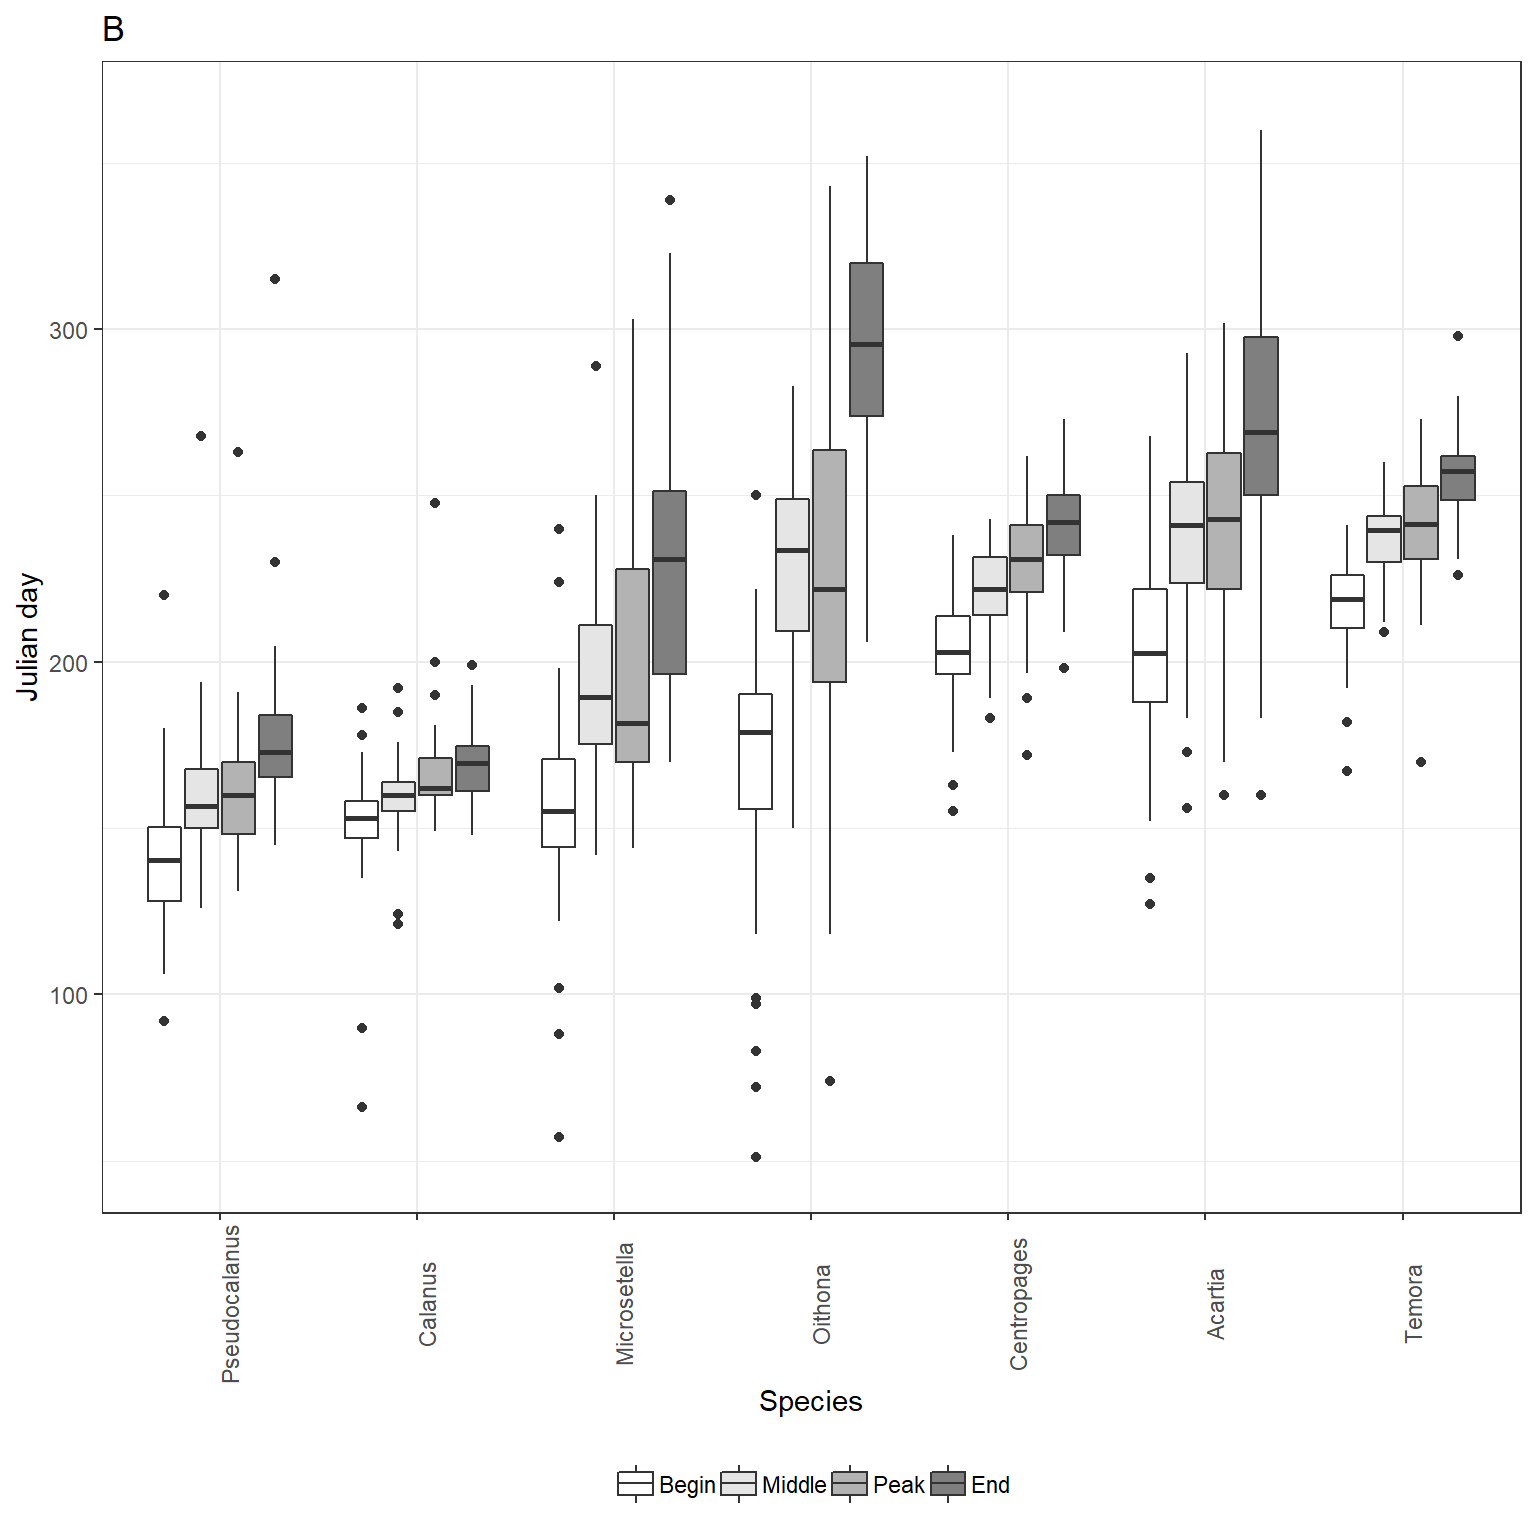 B
Julian day
300
200
100
Pseudocalanus
Calanus
Microsetella
Oithona
Centropages
Acartia
Temora
Species
Begin Middle Peak End